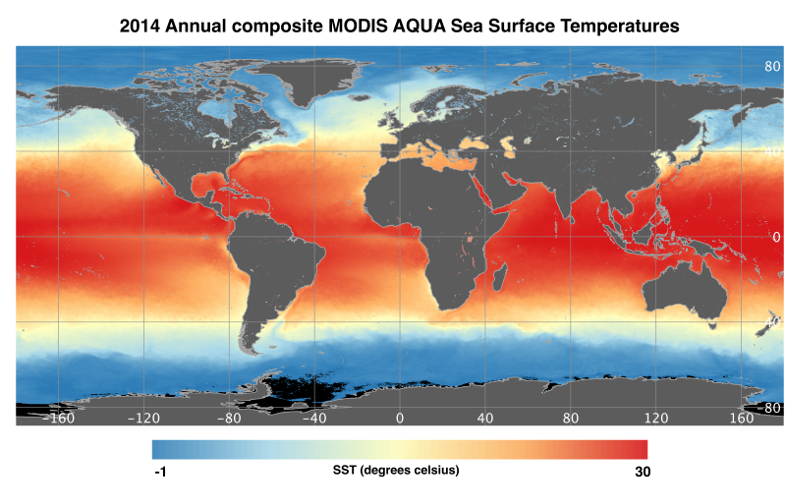 2014 Annual composite MODIS AQUA Sea Surface Temperatures
80
40
0
-40
-80
-160 -120 -80 -40 0 40 80 120 160
-1 SST (degrees celsius) 30